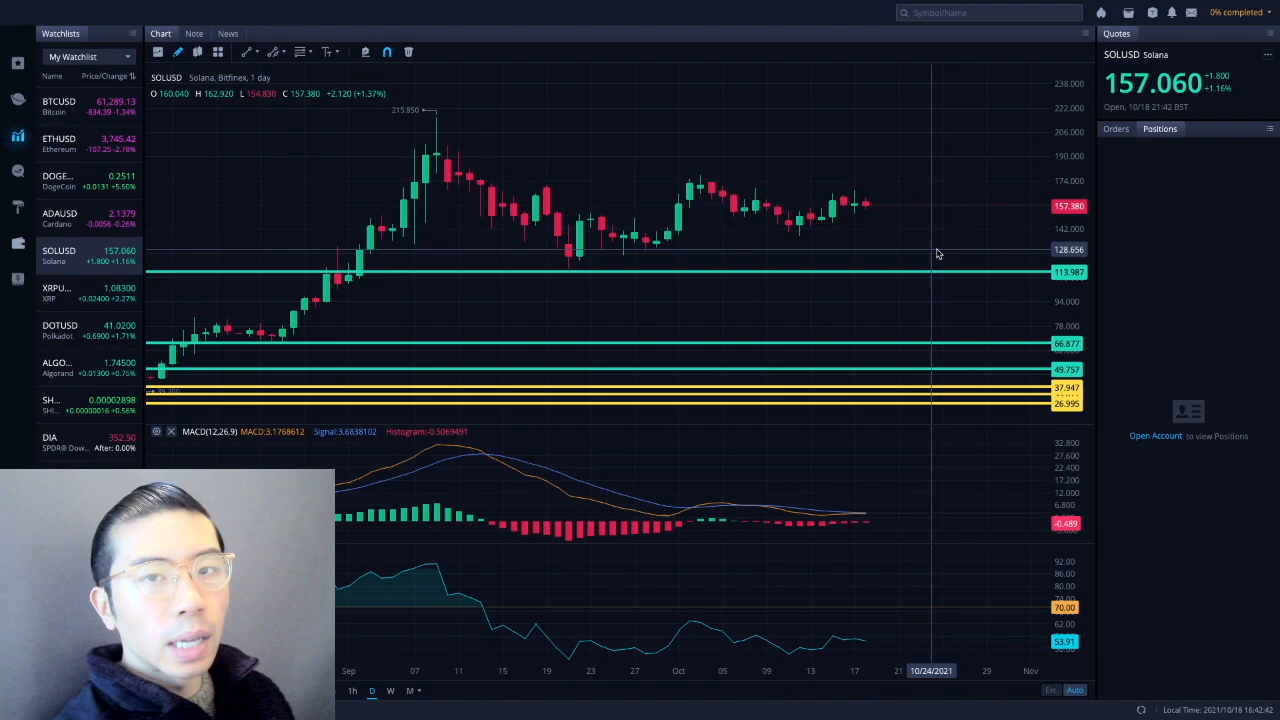 Symbol/Name
0% completed
Watchlists
Chart Note News
Quotes
My Watchlist
Name Price/Change
BTCUSD 61,289.13
Bitcoin -834.39 -1.34%
ETHUSD 3,745.42
Ethereum -107.25 -2.78%
DOGE... 0.2511
DogeCoin +0.0131 +5.50%
ADAUSD 2.1379
Cardano -0.0056 -0.26%
SOLUSD 157.060
Solana +1.800 +1.16%
XRPU... 1.08300
XRP +0.02400 +2.27%
DOTUSD 41.0200
Polkadot +0.6900 +1.71%
ALGO... 1.74500
Algorand +0.01300 +0.75%
SH... 0.00002898
SHI... +0.00000016 +0.56%
DIA 352.50
SPDR® Dow... After: 0.00%
SOLUSD Solana, Bitfinex, 1 day
O 160.040 H 162.920 L 154.830 C 157.380 +2.120 (+1.37%)
215.850
39.700
238.000
222.000
206.000
190.000
174.000
157.380
142.000
128.656
113.987
94.000
78.000
66.877
49.757
37.947
26.995
MACD(12,26,9) MACD:3.1768612 Signal:3.6838102 Histogram:-0.5069491
32.800
27.600
22.400
17.200
12.000
6.800
-0.489
92.00
86.00
80.00
74.00
70.00
62.00
53.91
Sep 07 11 15 19 23 27 Oct 05 09 13 17 21 10/24/2021 29 Nov
1h D W M
Ext. Auto
SOLUSD Solana
157.060 +1.800
+1.16%
Open, 10/18 21:42 BST
Orders Positions
Open Account to view Positions
Local Time: 2021/10/18 16:42:42